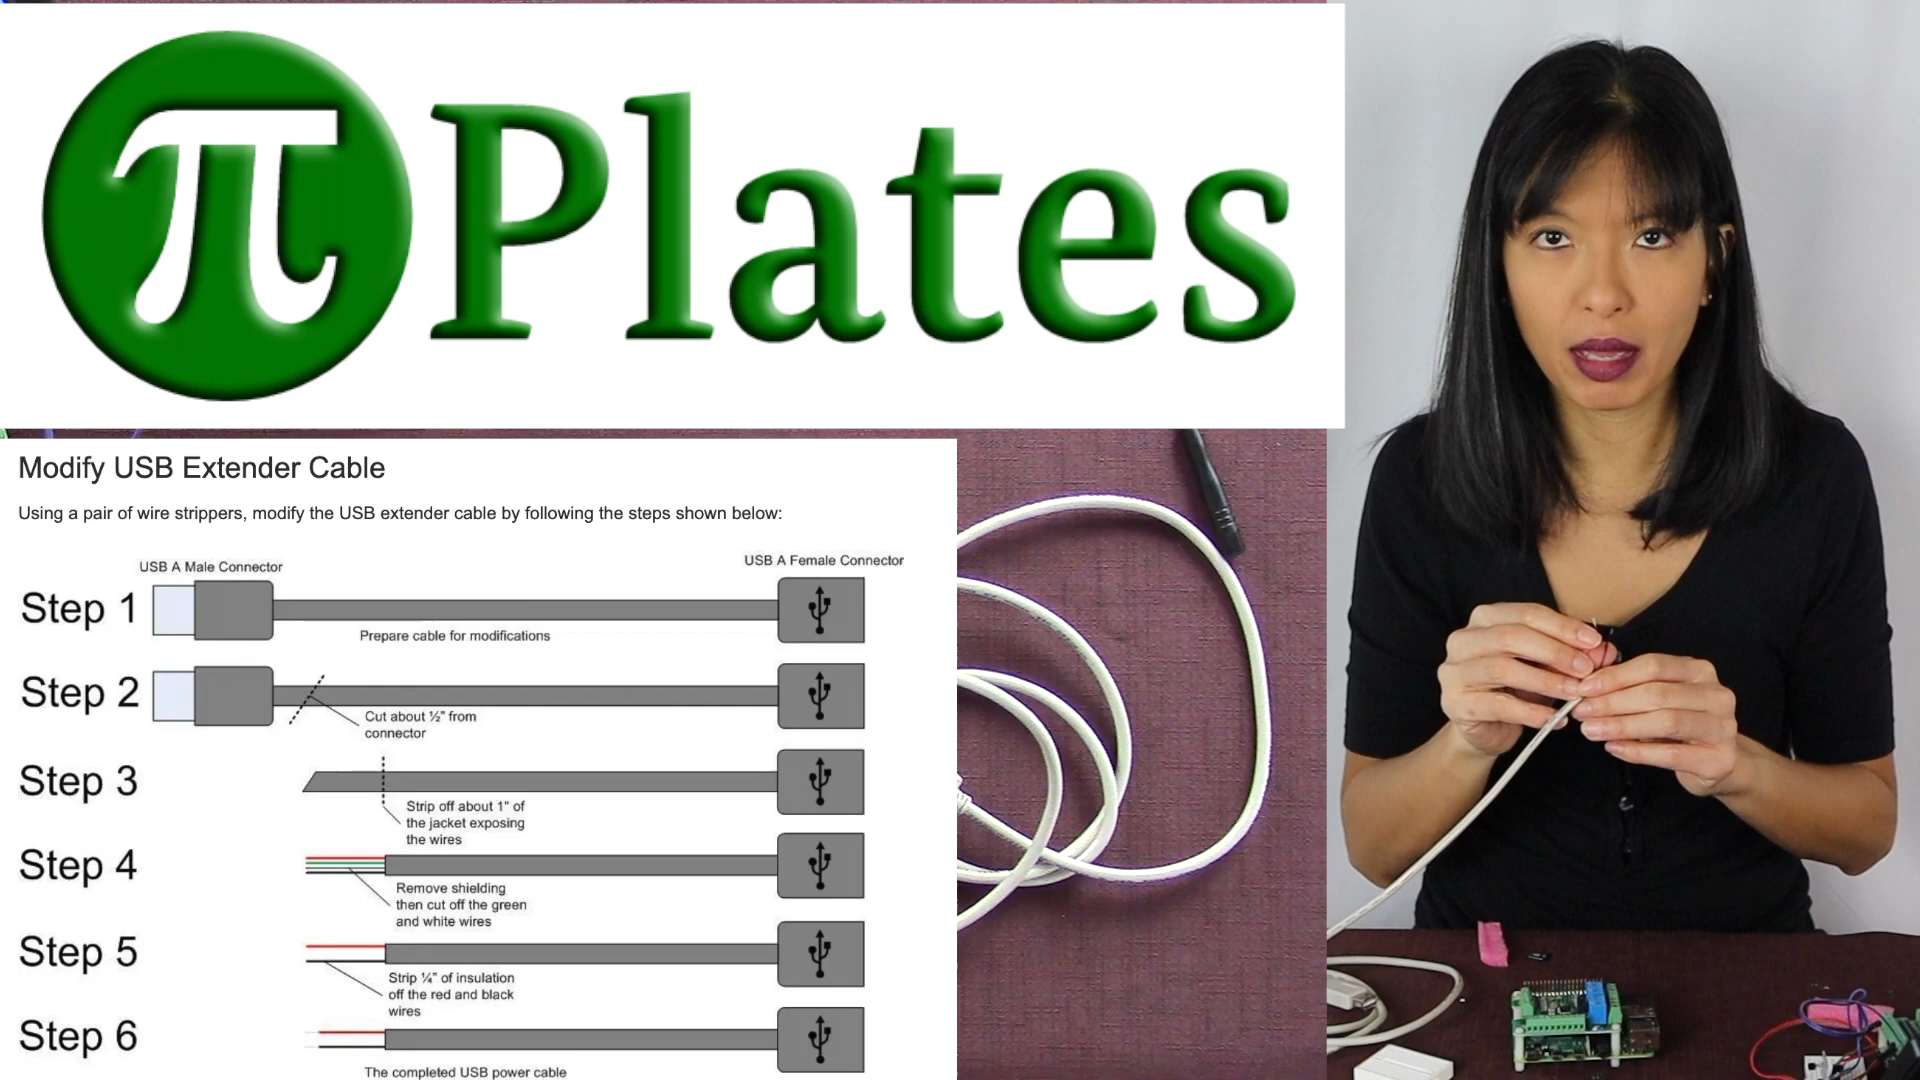 π Plates
Modify USB Extender Cable
Using a pair of wire strippers, modify the USB extender cable by following the steps shown below:
USB A Male Connector
USB A Female Connector
Step 1
Prepare cable for modifications
Step 2
Cut about ½" from
connector
Step 3
Strip off about 1" of
the jacket exposing
the wires
Step 4
Remove shielding
then cut off the green
and white wires
Step 5
Strip ¼" of insulation
off the red and black
wires
Step 6
The completed USB power cable